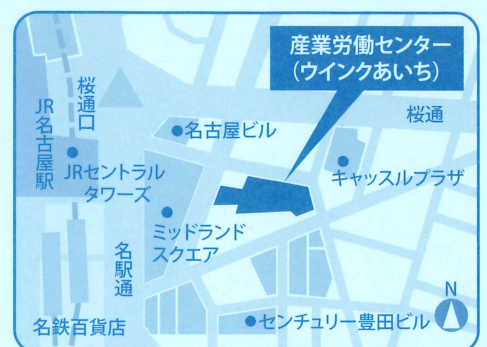 産業労働センター
（ウインクあいち）
桜通口
JR名古屋駅
桜通
名古屋ビル
JRセントラル
タワーズ
キャッスルプラザ
ミッドランド
スクエア
名駅通
N
名鉄百貨店
センチュリー豊田ビル